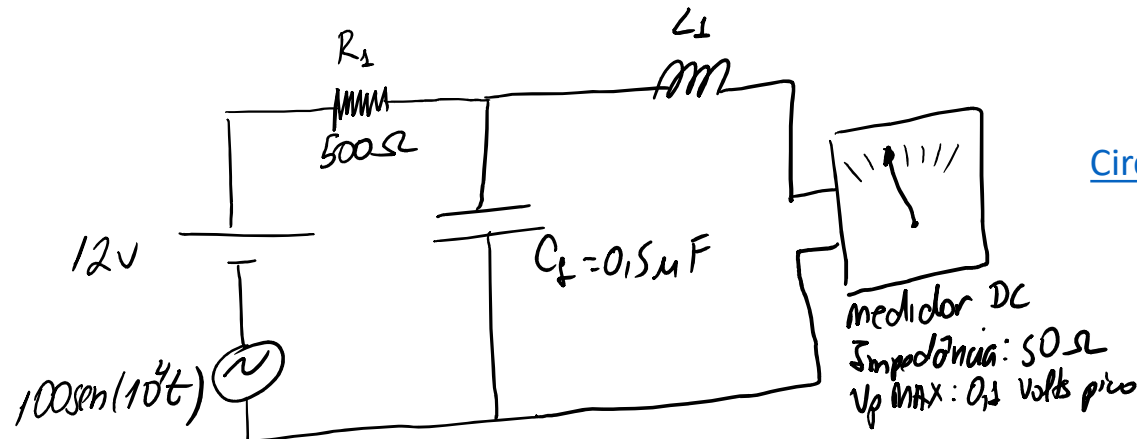 L1
R1
500Ω
12v
C1=0,5μF
100sen(10⁴t)
medidor DC
Impedância: 50Ω
Vp MAX: 0,1 Volts pico
Circ